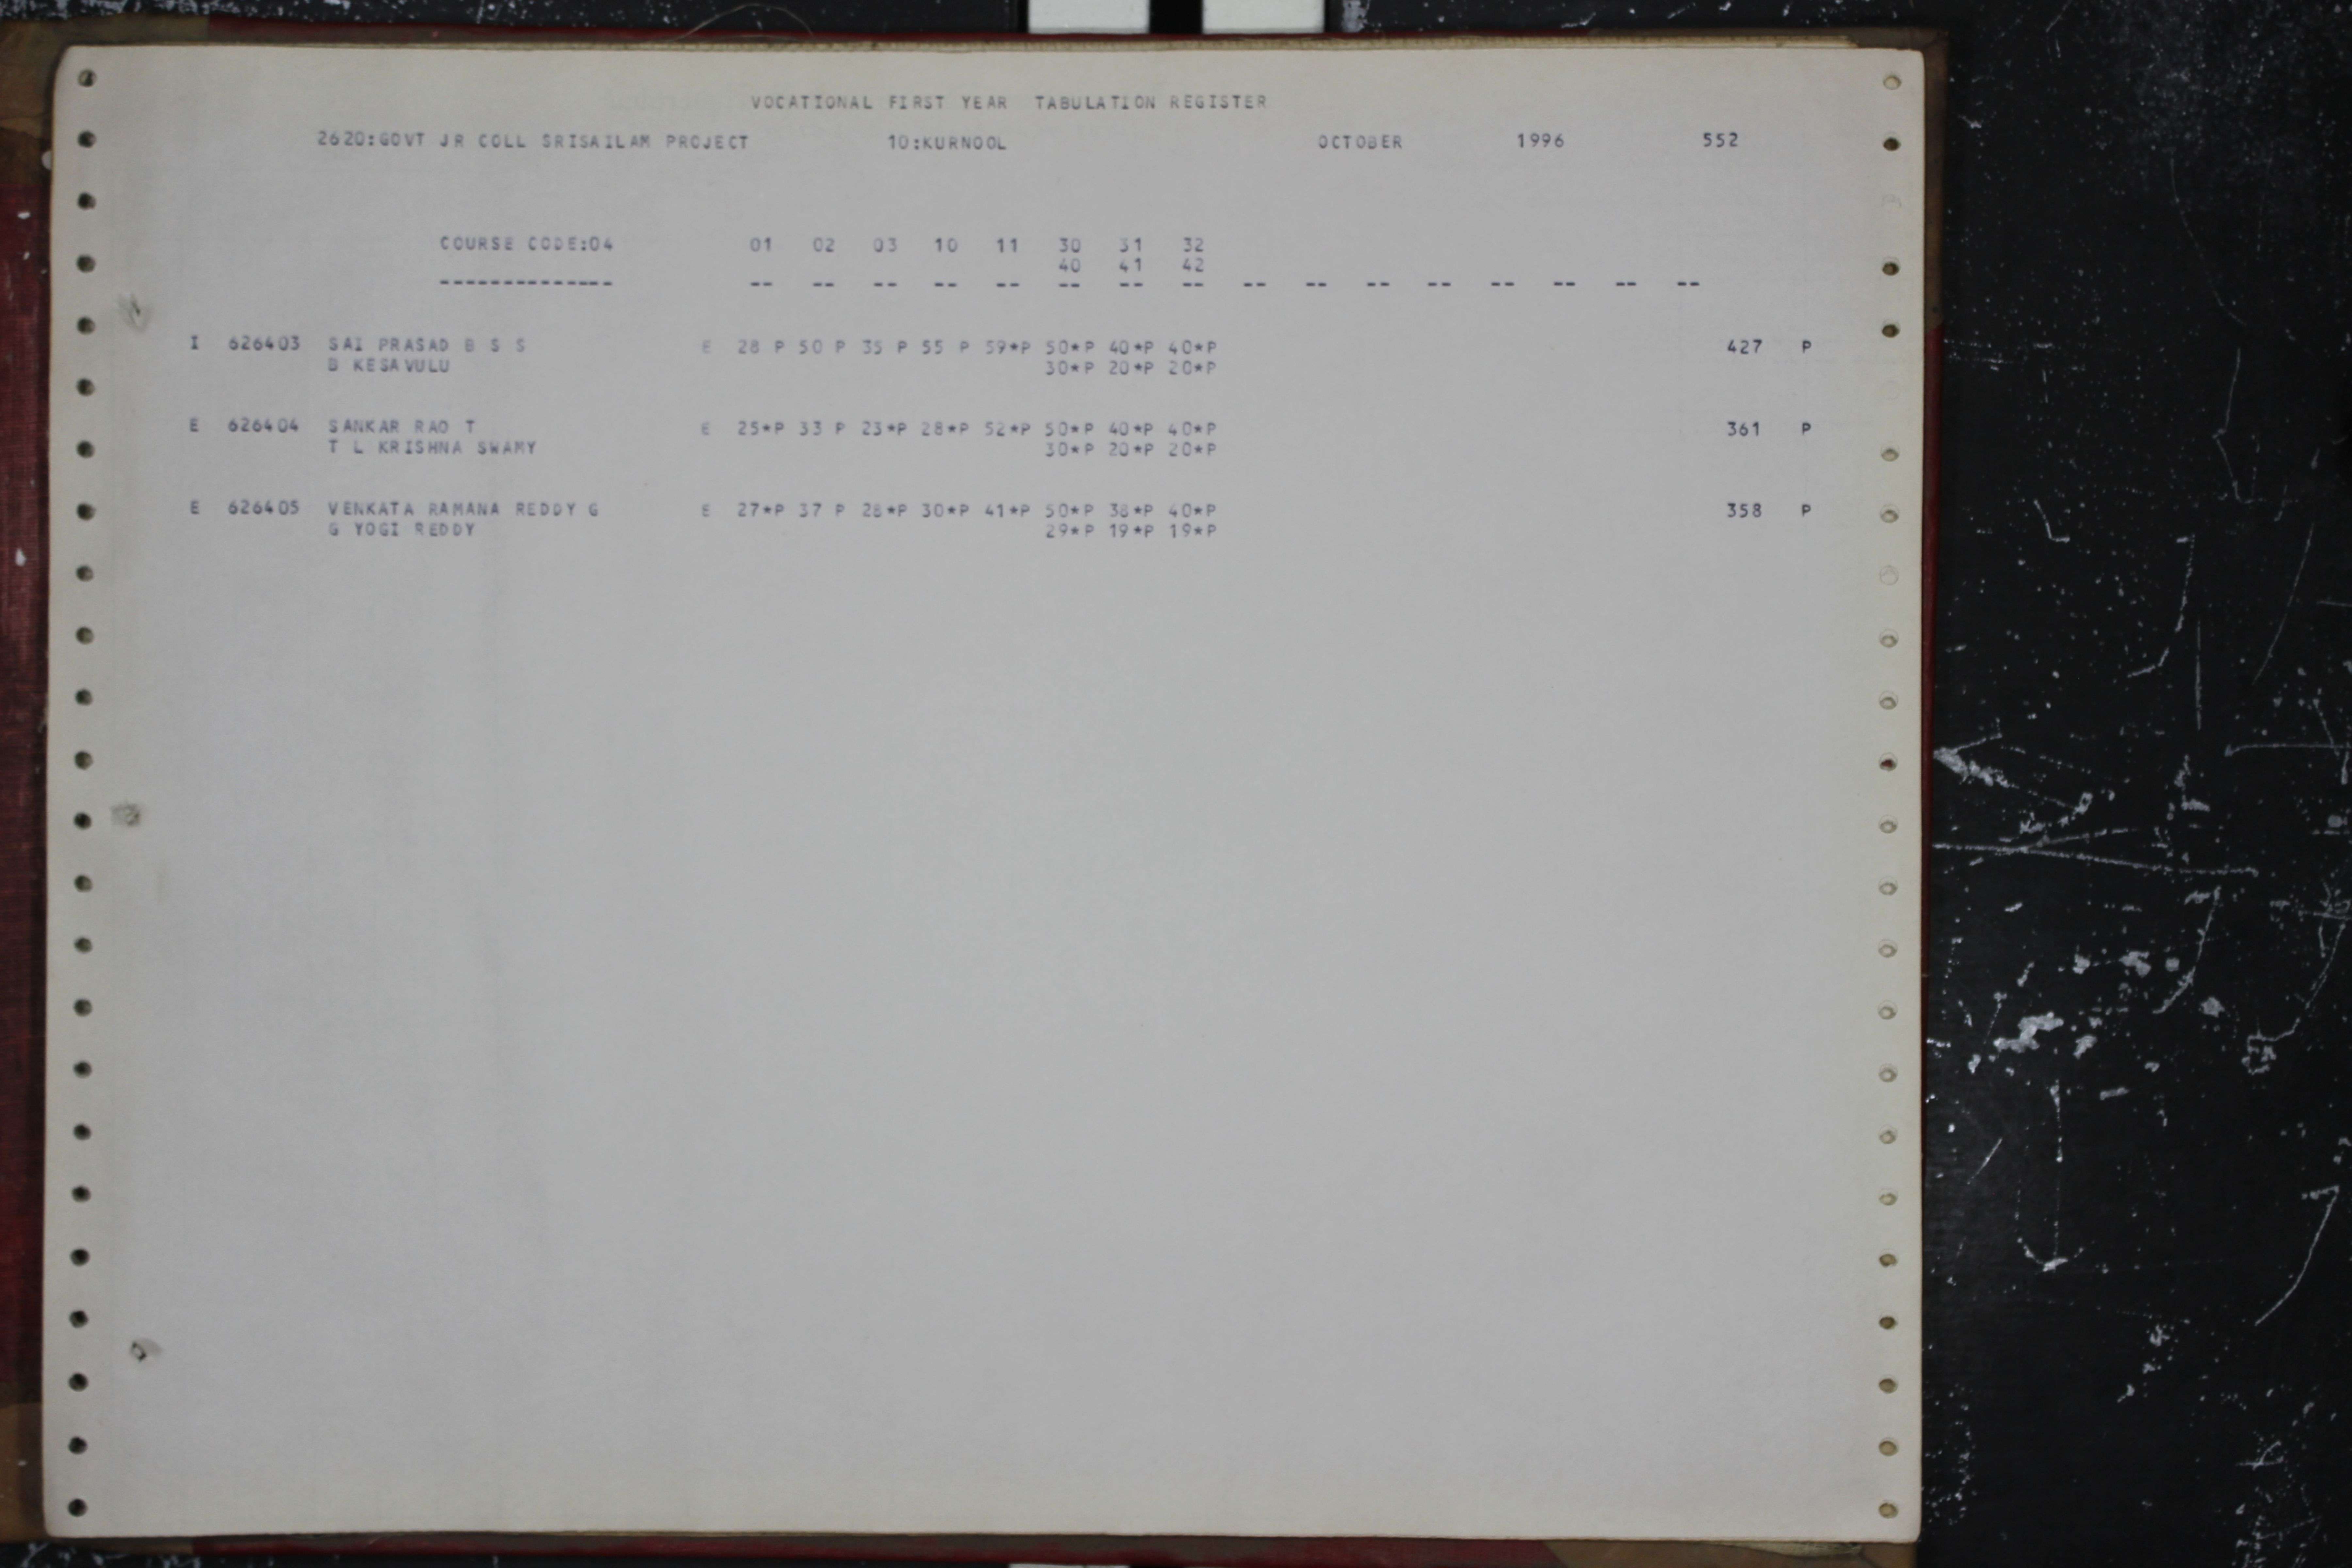 VOCATIONAL FIRST YEAR TABULATION REGISTER
2620:GOVT JR COLL SRISAILAM PROJECT 10:KURNOOL OCTOBER 1996 552
COURSE CODE:04 01 02 03 10 11 30 31 32
40 41 42
-------------- -- -- -- -- -- -- -- -- -- -- -- -- -- -- -- --
I 626403 SAI PRASAD B S S E 28 P 50 P 35 P 55 P 59*P 50*P 40*P 40*P 427 P
B KESAVULU 30*P 20*P 20*P
E 626404 SANKAR RAO T E 25*P 33 P 23*P 28*P 52*P 50*P 40*P 40*P 361 P
T L KRISHNA SWAMY 30*P 20*P 20*P
E 626405 VENKATA RAMANA REDDY G E 27*P 37 P 28*P 30*P 41*P 50*P 38*P 40*P 358 P
G YOGI REDDY 29*P 19*P 19*P